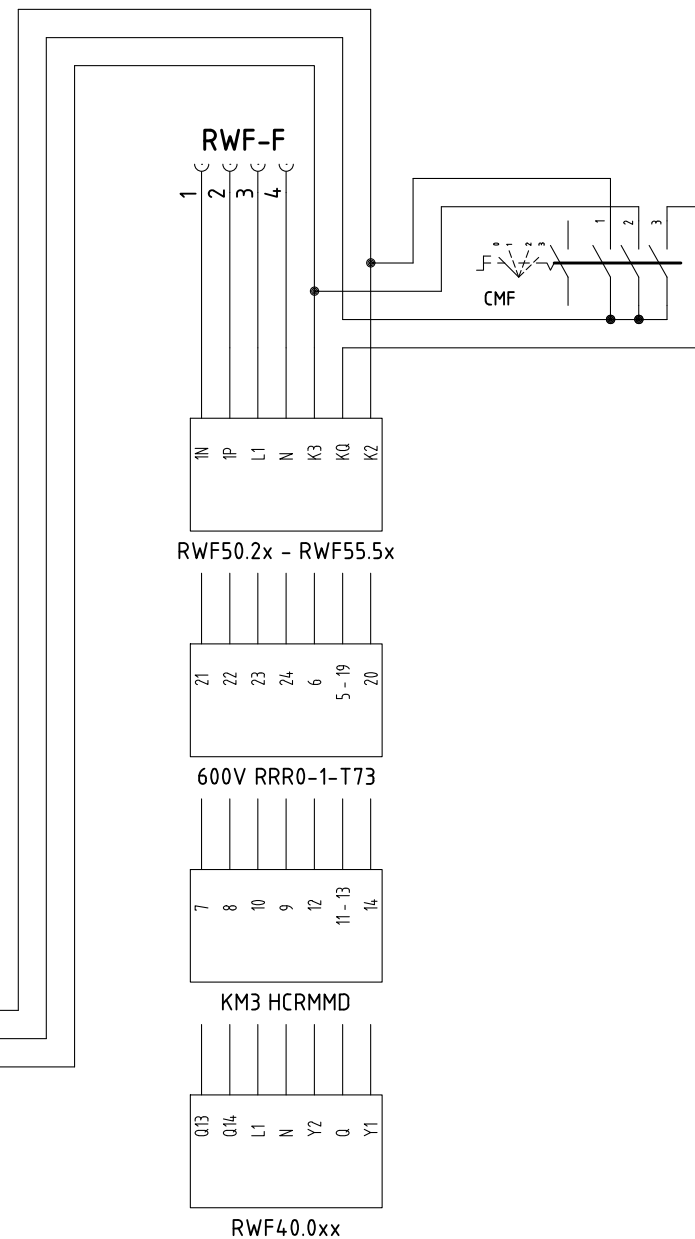 RWF-F
1 2 3 4
1 2 3
0 1 2 3
CMF
1N 1P L1 N K3 KQ K2
RWF50.2x - RWF55.5x
21 22 23 24 6 5 - 19 20
600V RRR0-1-T73
7 8 10 9 12 11 - 13 14
KM3 HCRMMD
Q13 Q14 L1 N Y2 Q Y1
RWF40.0xx